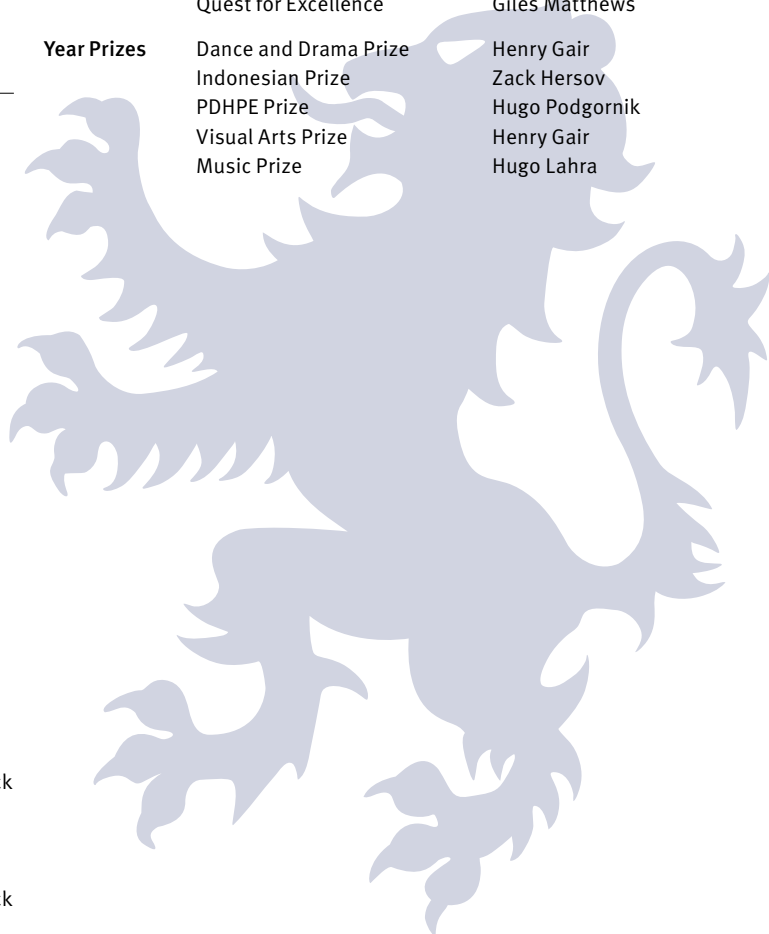 Quest for Excellence Giles Matthews
Year Prizes Dance and Drama Prize Henry Gair
Indonesian Prize Zack Hersov
PDHPE Prize Hugo Podgornik
Visual Arts Prize Henry Gair
Music Prize Hugo Lahra